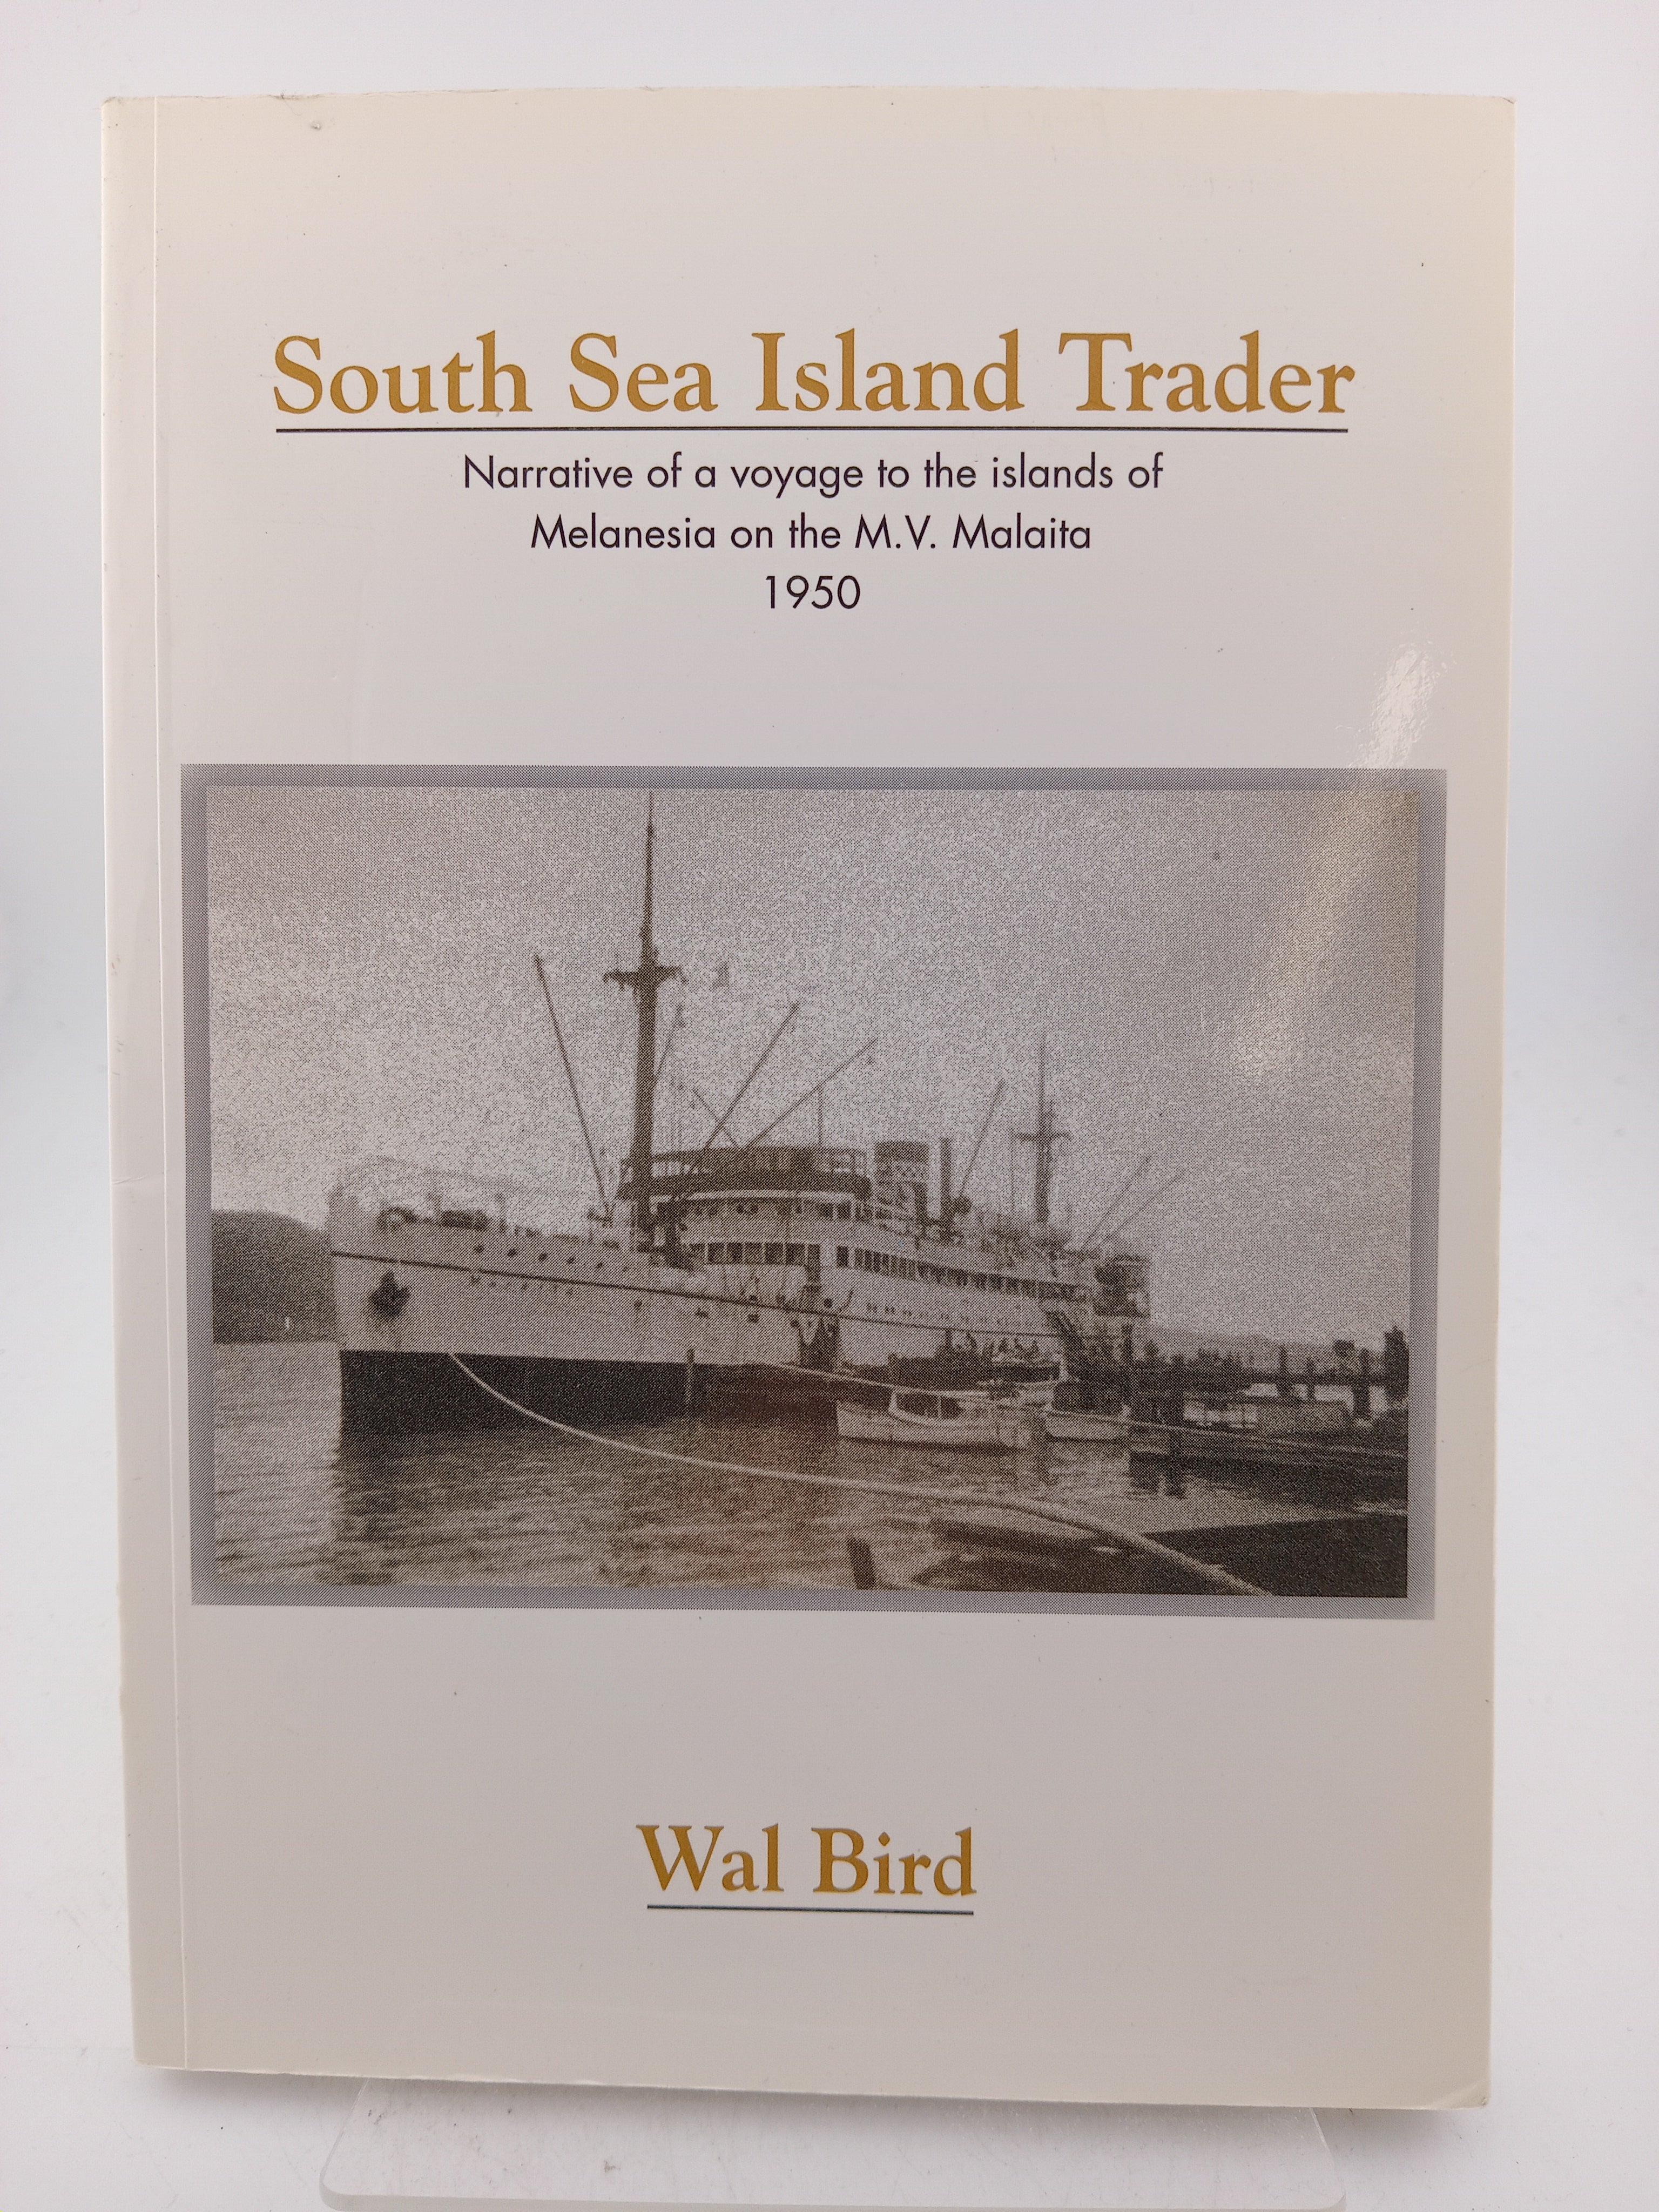 South Sea Island Trader
Narrative of a voyage to the islands of
Melanesia on the M.V. Malaita
1950
Wal Bird